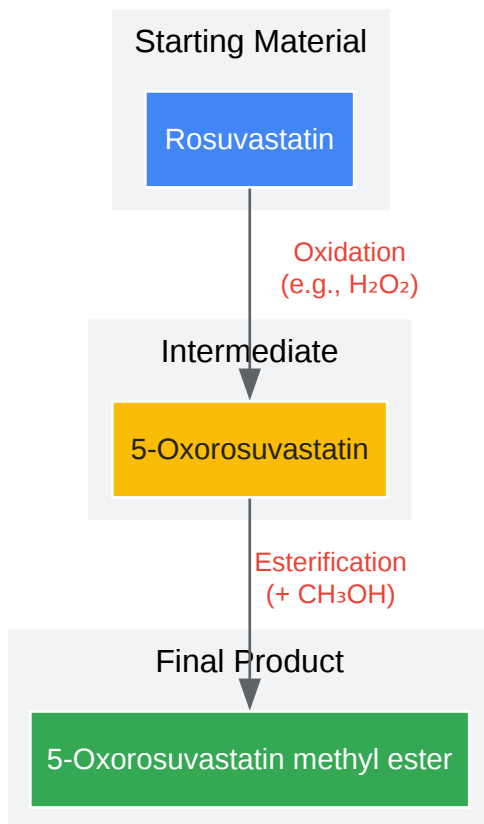 Starting Material
Rosuvastatin
Oxidation
(e.g., H₂O₂)
Intermediate
5-Oxorosuvastatin
Esterification
(+ CH₃OH)
Final Product
5-Oxorosuvastatin methyl ester